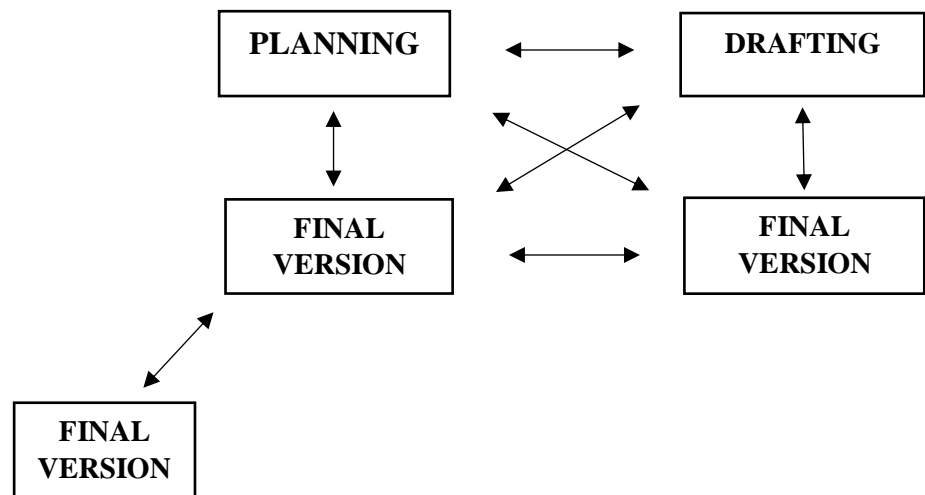 PLANNING
DRAFTING
FINAL
VERSION
FINAL
VERSION
FINAL
VERSION